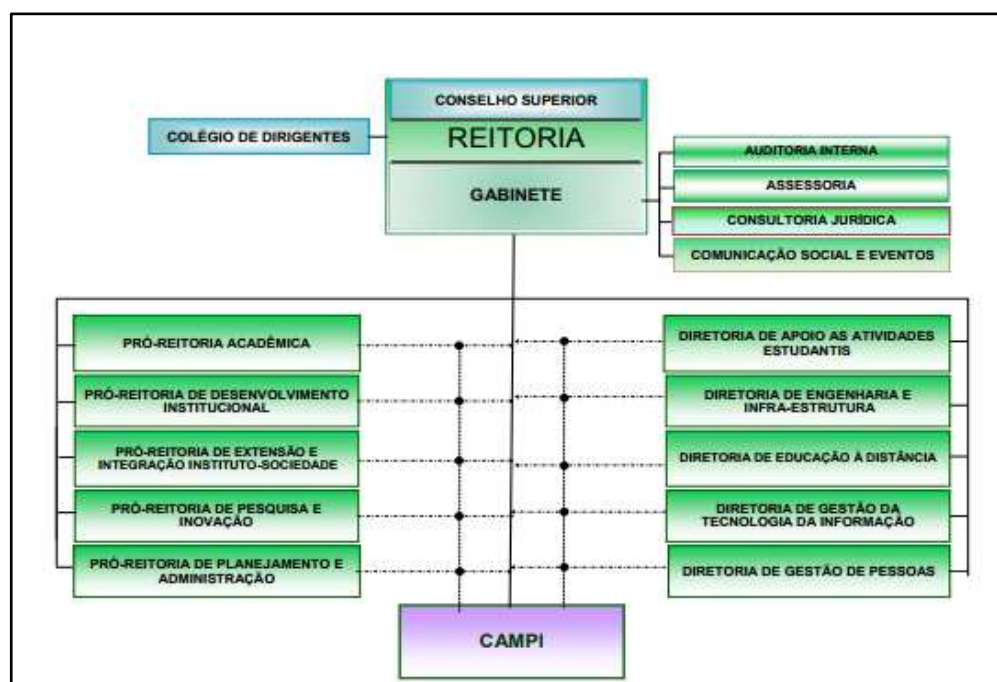 CONSELHO SUPERIOR
COLÉGIO DE DIRIGENTES
REITORIA
GABINETE
AUDITORIA INTERNA
ASSESSORIA
CONSULTORIA JURÍDICA
COMUNICAÇÃO SOCIAL E EVENTOS
PRÓ-REITORIA ACADÊMICA
PRÓ-REITORIA DE DESENVOLVIMENTO
INSTITUCIONAL
PRÓ-REITORIA DE EXTENSÃO E
INTEGRAÇÃO INSTITUTO-SOCIEDADE
PRÓ-REITORIA DE PESQUISA E
INOVAÇÃO
PRÓ-REITORIA DE PLANEJAMENTO E
ADMINISTRAÇÃO
DIRETORIA DE APOIO AS ATIVIDADES
ESTUDANTIS
DIRETORIA DE ENGENHARIA E
INFRA-ESTRUTURA
DIRETORIA DE EDUCAÇÃO À DISTÂNCIA
DIRETORIA DE GESTÃO DA
TECNOLOGIA DA INFORMAÇÃO
DIRETORIA DE GESTÃO DE PESSOAS
CAMPI